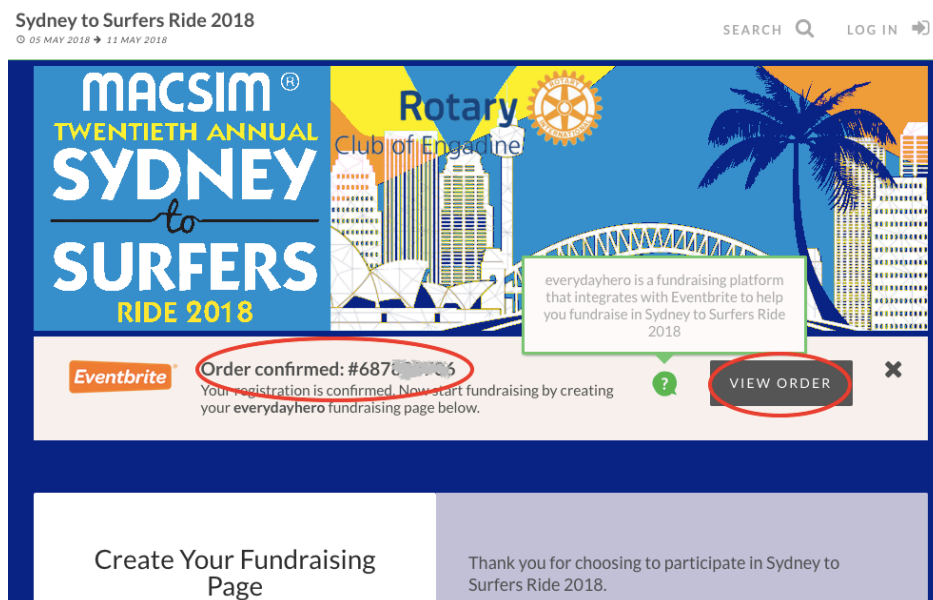 Sydney to Surfers Ride 2018
05 MAY 2018 → 11 MAY 2018
SEARCH
LOG IN
MACSIM ®
TWENTIETH ANNUAL
SYDNEY
to
SURFERS
RIDE 2018
Rotary
Club of Engadine
ROTARY
INTERNATIONAL
everydayhero is a fundraising platform
that integrates with Eventbrite to help
you fundraise in Sydney to Surfers Ride
2018
Eventbrite
Order confirmed:
Your registration is confirmed. Now start fundraising by creating
your everydayhero fundraising page below.
?
VIEW ORDER
Create Your Fundraising
Page
Thank you for choosing to participate in Sydney to
Surfers Ride 2018.